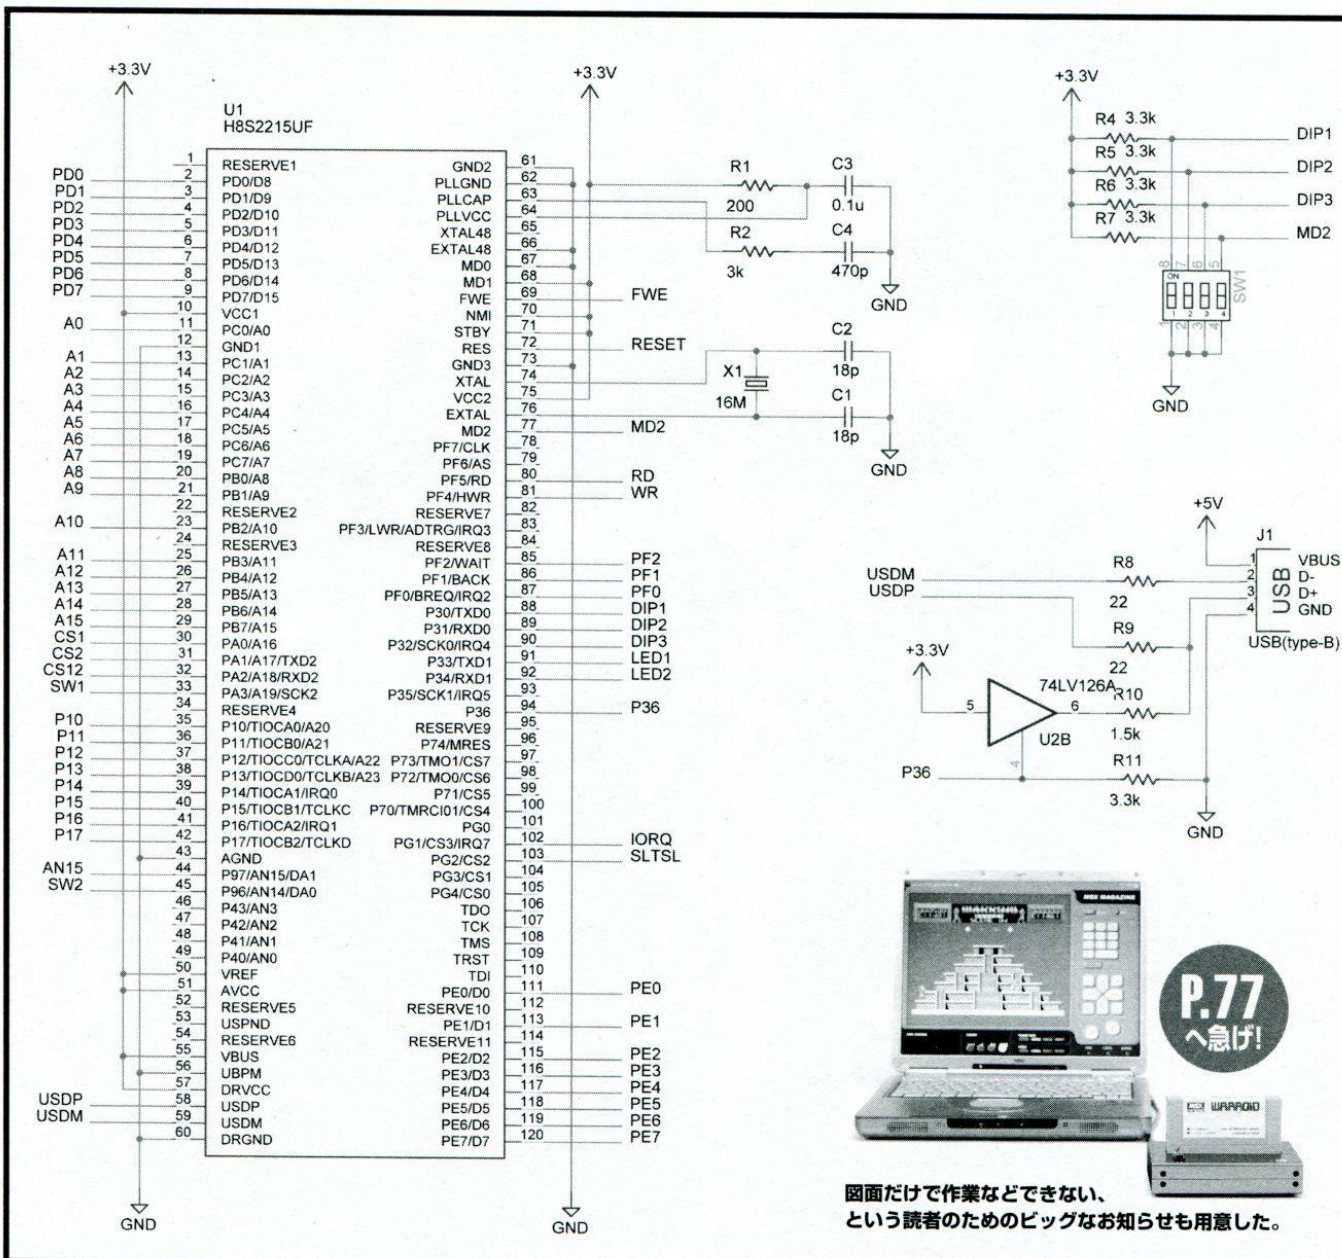 +3.3V
+3.3V
+3.3V
U1
H8S2215UF
PD0 2 PD0/D8
1 RESERVE1
PD1 3 PD1/D9
PD2 4 PD2/D10
PD3 5 PD3/D11
PD4 6 PD4/D12
PD5 7 PD5/D13
PD6 8 PD6/D14
PD7 9 PD7/D15
10 VCC1
A0 11 PC0/A0
12 GND1
A1 13 PC1/A1
A2 14 PC2/A2
A3 15 PC3/A3
A4 16 PC4/A4
A5 17 PC5/A5
A6 18 PC6/A6
A7 19 PC7/A7
A8 20 PB0/A8
A9 21 PB1/A9
22 RESERVE2
A10 23 PB2/A10
24 RESERVE3
A11 25 PB3/A11
A12 26 PB4/A12
A13 27 PB5/A13
A14 28 PB6/A14
A15 29 PB7/A15
CS1 30 PA0/A16
CS2 31 PA1/A17/TXD2
CS12 32 PA2/A18/RXD2
SW1 33 PA3/A19/SCK2
34 RESERVE4
P10 35 P10/TIOCA0/A20
P11 36 P11/TIOCB0/A21
P12 37 P12/TIOCC0/TCLKA/A22
P13 38 P13/TIOCD0/TCLKB/A23
P14 39 P14/TIOCA1/IRQ0
P15 40 P15/TIOCB1/TCLKC
P16 41 P16/TIOCA2/IRQ1
P17 42 P17/TIOCB2/TCLKD
43 AGND
AN15 44 P97/AN15/DA1
SW2 45 P96/AN14/DA0
46 P43/AN3
47 P42/AN2
48 P41/AN1
49 P40/AN0
50 VREF
51 AVCC
52 RESERVE5
53 USPND
54 RESERVE6
55 VBUS
56 UBPM
57 DRVCC
USDP 58 USDP
USDM 59 USDM
60 DRGND
GND
GND2 61
PLLGND 62
PLLCAP 63
PLLVCC 64
XTAL48 65
EXTAL48 66
MD0 67
MD1 68
FWE 69 FWE
NMI 70
STBY 71
RES 72 RESET
GND3 73
XTAL 74
VCC2 75
EXTAL 76
MD2 77 MD2
PF7/CLK 78
PF6/AS 79
PF5/RD 80 RD
PF4/HWR 81 WR
RESERVE7 82
PF3/LWR/ADTRG/IRQ3 83
RESERVE8 84
PF2/WAIT 85 PF2
PF1/BACK 86 PF1
PF0/BREQ/IRQ2 87 PF0
P30/TXD0 88 DIP1
P31/RXD0 89 DIP2
P32/SCK0/IRQ4 90 DIP3
P33/TXD1 91 LED1
P34/RXD1 92 LED2
P35/SCK1/IRQ5 93
P36 94 P36
RESERVE9 95
P74/MRES 96
P73/TMO1/CS7 97
P72/TMO0/CS6 98
P71/CS5 99
P70/TMRCI01/CS4 100
PG0 101
PG1/CS3/IRQ7 102 IORQ
PG2/CS2 103 SLTSL
PG3/CS1 104
PG4/CS0 105
TDO 106
TCK 107
TMS 108
TRST 109
TDI 110
PE0/D0 111 PE0
RESERVE10 112
PE1/D1 113 PE1
RESERVE11 114
PE2/D2 115 PE2
PE3/D3 116 PE3
PE4/D4 117 PE4
PE5/D5 118 PE5
PE6/D6 119 PE6
PE7/D7 120 PE7
GND
R1 C3
200 0.1u
R2 C4
3k 470p
GND
C2
18p
X1
16M
C1
18p
GND
R4 3.3k DIP1
R5 3.3k DIP2
R6 3.3k DIP3
R7 3.3k MD2
8 7 6 5
ON
1 2 3 4
SW1
1 2 3 4
GND
+5V
J1
1 VBUS
2 D-
3 D+
4 GND
USB
USB(type-B)
USDM
USDP
R8
22
R9
22
+3.3V
74LV126A
5 6
U2B
4
R10
1.5k
P36
R11
3.3k
GND
MSX MAGAZINE
P.77
へ急げ!
MSX WARROID
図面だけで作業などできない、
という読者のためのビッグなお知らせも用意した。